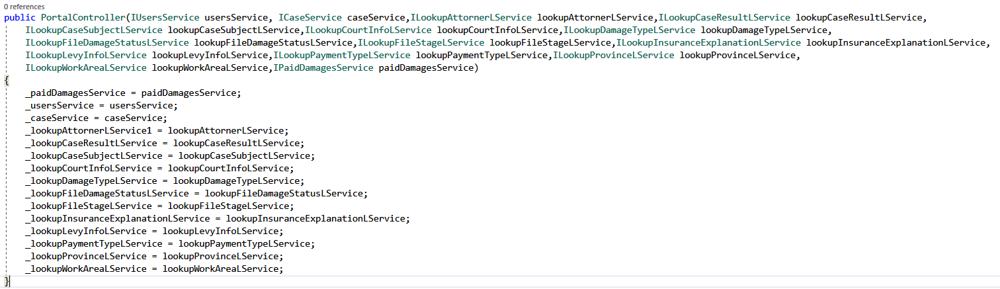 0 references
public PortalController(IUsersService usersService, ICaseService caseService,ILookupAttornerLService lookupAttornerLService,ILookupCaseResultLService lookupCaseResultLService,
    ILookupCaseSubjectLService lookupCaseSubjectLService,ILookupCourtInfoLService lookupCourtInfoLService,ILookupDamageTypeLService lookupDamageTypeLService,
    ILookupFileDamageStatusLService lookupFileDamageStatusLService,ILookupFileStageLService lookupFileStageLService,ILookupInsuranceExplanationLService lookupInsuranceExplanationLService,
    ILookupLevyInfoLService lookupLevyInfoLService,ILookupPaymentTypeLService lookupPaymentTypeLService,ILookupProvinceLService lookupProvinceLService,
    ILookupWorkAreaLService lookupWorkAreaLService,IPaidDamagesService paidDamagesService)
{
    _paidDamagesService = paidDamagesService;
    _usersService = usersService;
    _caseService = caseService;
    _lookupAttornerLService1 = lookupAttornerLService;
    _lookupCaseResultLService = lookupCaseResultLService;
    _lookupCaseSubjectLService = lookupCaseSubjectLService;
    _lookupCourtInfoLService = lookupCourtInfoLService;
    _lookupDamageTypeLService = lookupDamageTypeLService;
    _lookupFileDamageStatusLService = lookupFileDamageStatusLService;
    _lookupFileStageLService = lookupFileStageLService;
    _lookupInsuranceExplanationLService = lookupInsuranceExplanationLService;
    _lookupLevyInfoLService = lookupLevyInfoLService;
    _lookupPaymentTypeLService = lookupPaymentTypeLService;
    _lookupProvinceLService = lookupProvinceLService;
    _lookupWorkAreaLService = lookupWorkAreaLService;
}